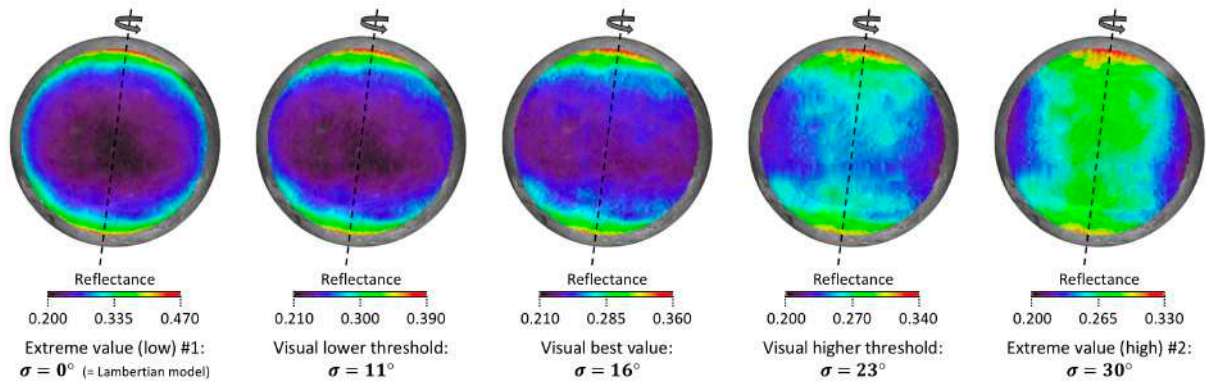 Reflectance Reflectance Reflectance Reflectance Reflectance
0.200 0.335 0.470 0.210 0.300 0.390 0.210 0.285 0.360 0.200 0.270 0.340 0.200 0.265 0.330
Extreme value (low) #1: Visual lower threshold: Visual best value: Visual higher threshold: Extreme value (high) #2:
σ = 0° (= Lambertian model) σ = 11° σ = 16° σ = 23° σ = 30°